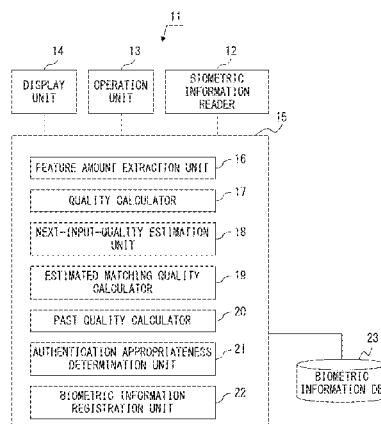 11
14
13
12
DISPLAY
UNIT
OPERATION
UNIT
BIOMETRIC
INFORMATION
READER
15
FEATURE AMOUNT EXTRACTION UNIT
16
QUALITY CALCULATOR
17
NEXT-INPUT-QUALITY ESTIMATION
UNIT
18
ESTIMATED MATCHING QUALITY
CALCULATOR
19
PAST QUALITY CALCULATOR
20
AUTHENTICATION APPROPRIATENESS
DETERMINATION UNIT
21
BIOMETRIC INFORMATION
REGISTRATION UNIT
22
23
BIOMETRIC
INFORMATION DB